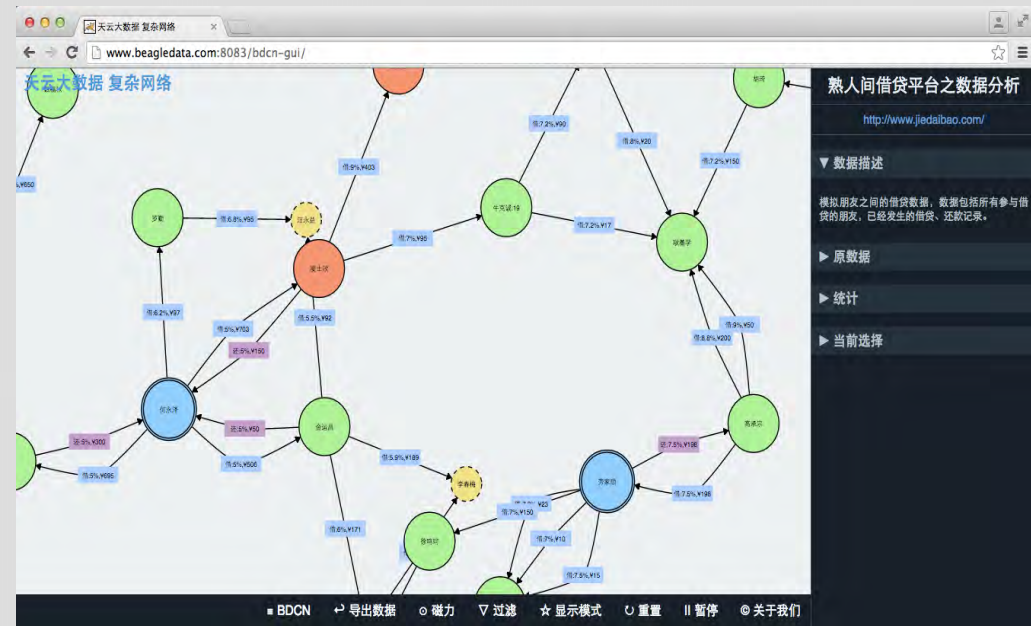 天云大数据 复杂网络
www.beagledata.com:8083/bdcn-gui/
天云大数据 复杂网络
借:7.2%,¥90
借:8%,¥20
借:7.2%,¥150
借:9%,¥403
借:6.8%,¥95
借:7%,¥95
借:7.2%,¥17
借:6.2%,¥97
借:5%,¥703
借:5.5%,¥92
还:5%,¥150
借:9%,¥50
借:8.8%,¥200
还:5%,¥300
还:5%,¥50
借:5%,¥695
借:5%,¥506
借:5.9%,¥189
李春梅
还:7.5%,¥198
借:7.5%,¥198
¥23
借:7%,¥150
借:6%,¥171
借:7%,¥10
借:7.5%,¥15
熟人间借贷平台之数据分析
http://www.jiedaibao.com/
▼ 数据描述
模拟朋友之间的借贷数据，数据包括所有参与借
贷的朋友，已经发生的借贷、还款记录。
▶ 原数据
▶ 统计
▶ 当前选择
■ BDCN ↵ 导出数据 ⊙ 磁力 ▽ 过滤 ☆ 显示模式 ↻ 重置 II 暂停 © 关于我们